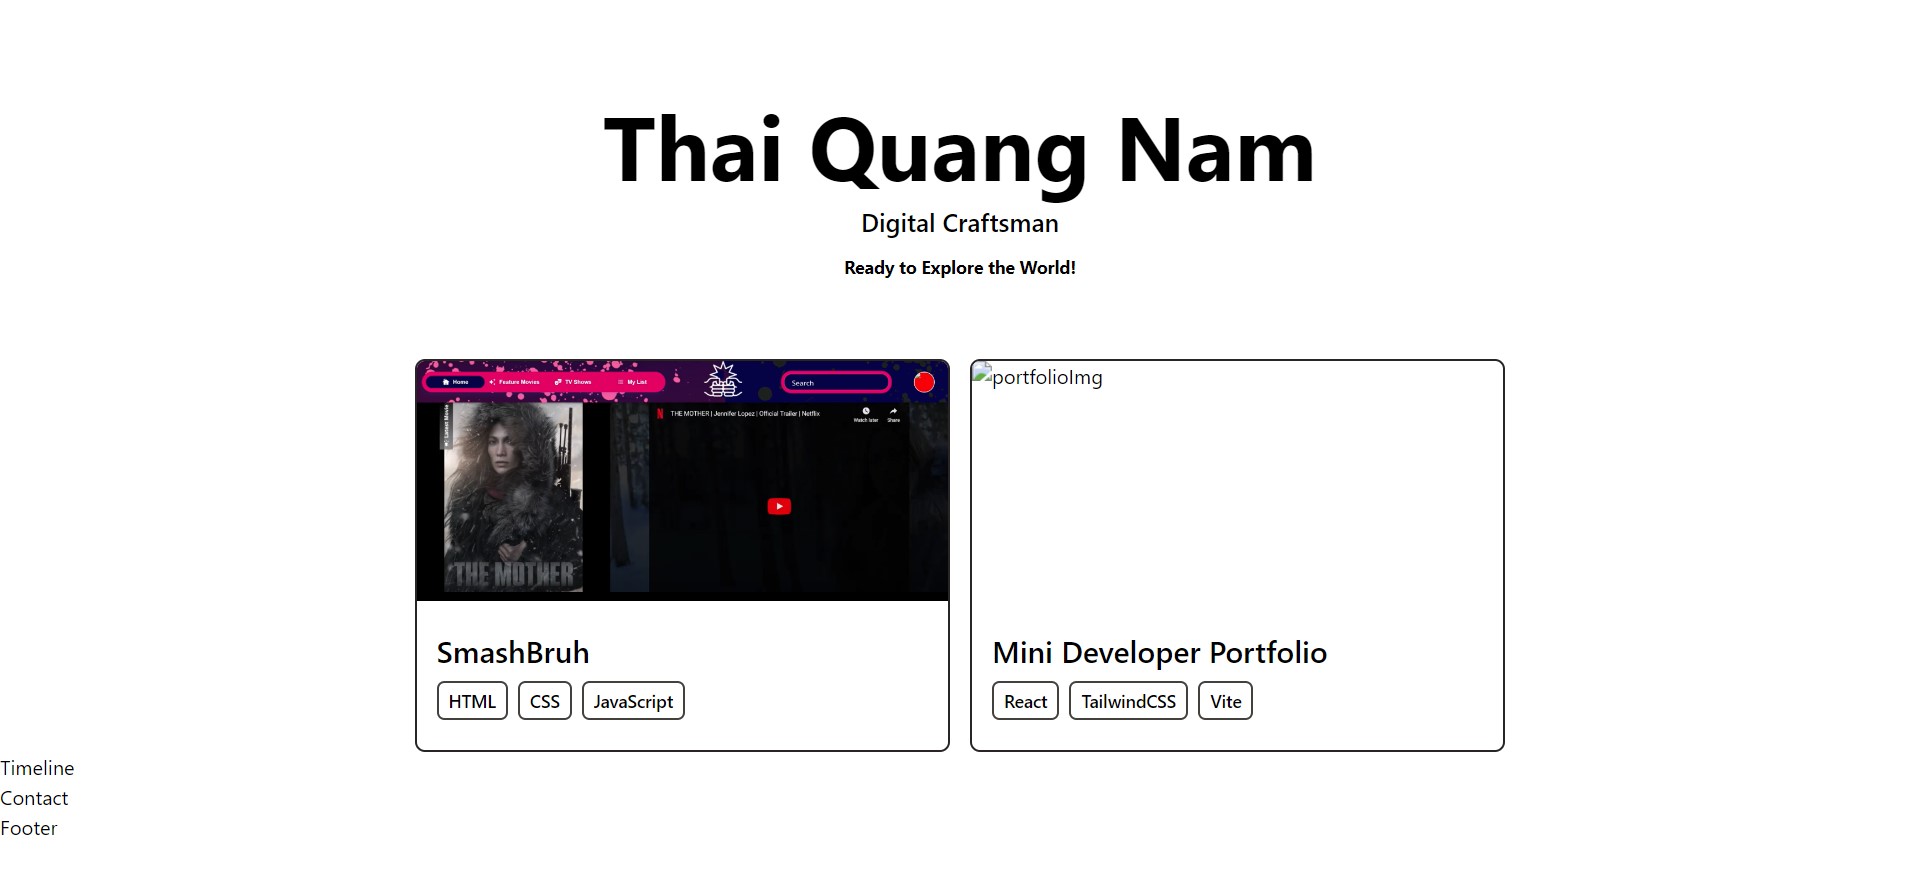 Thai Quang Nam
Digital Craftsman
Ready to Explore the World!
Home Feature Movies TV Shows My List Search
Latest Movie
THE MOTHER | Jennifer Lopez | Official Trailer | Netflix
Watch later Share
THE MOTHER
portfolioImg
SmashBruh
HTML CSS JavaScript
Mini Developer Portfolio
React TailwindCSS Vite
Timeline
Contact
Footer